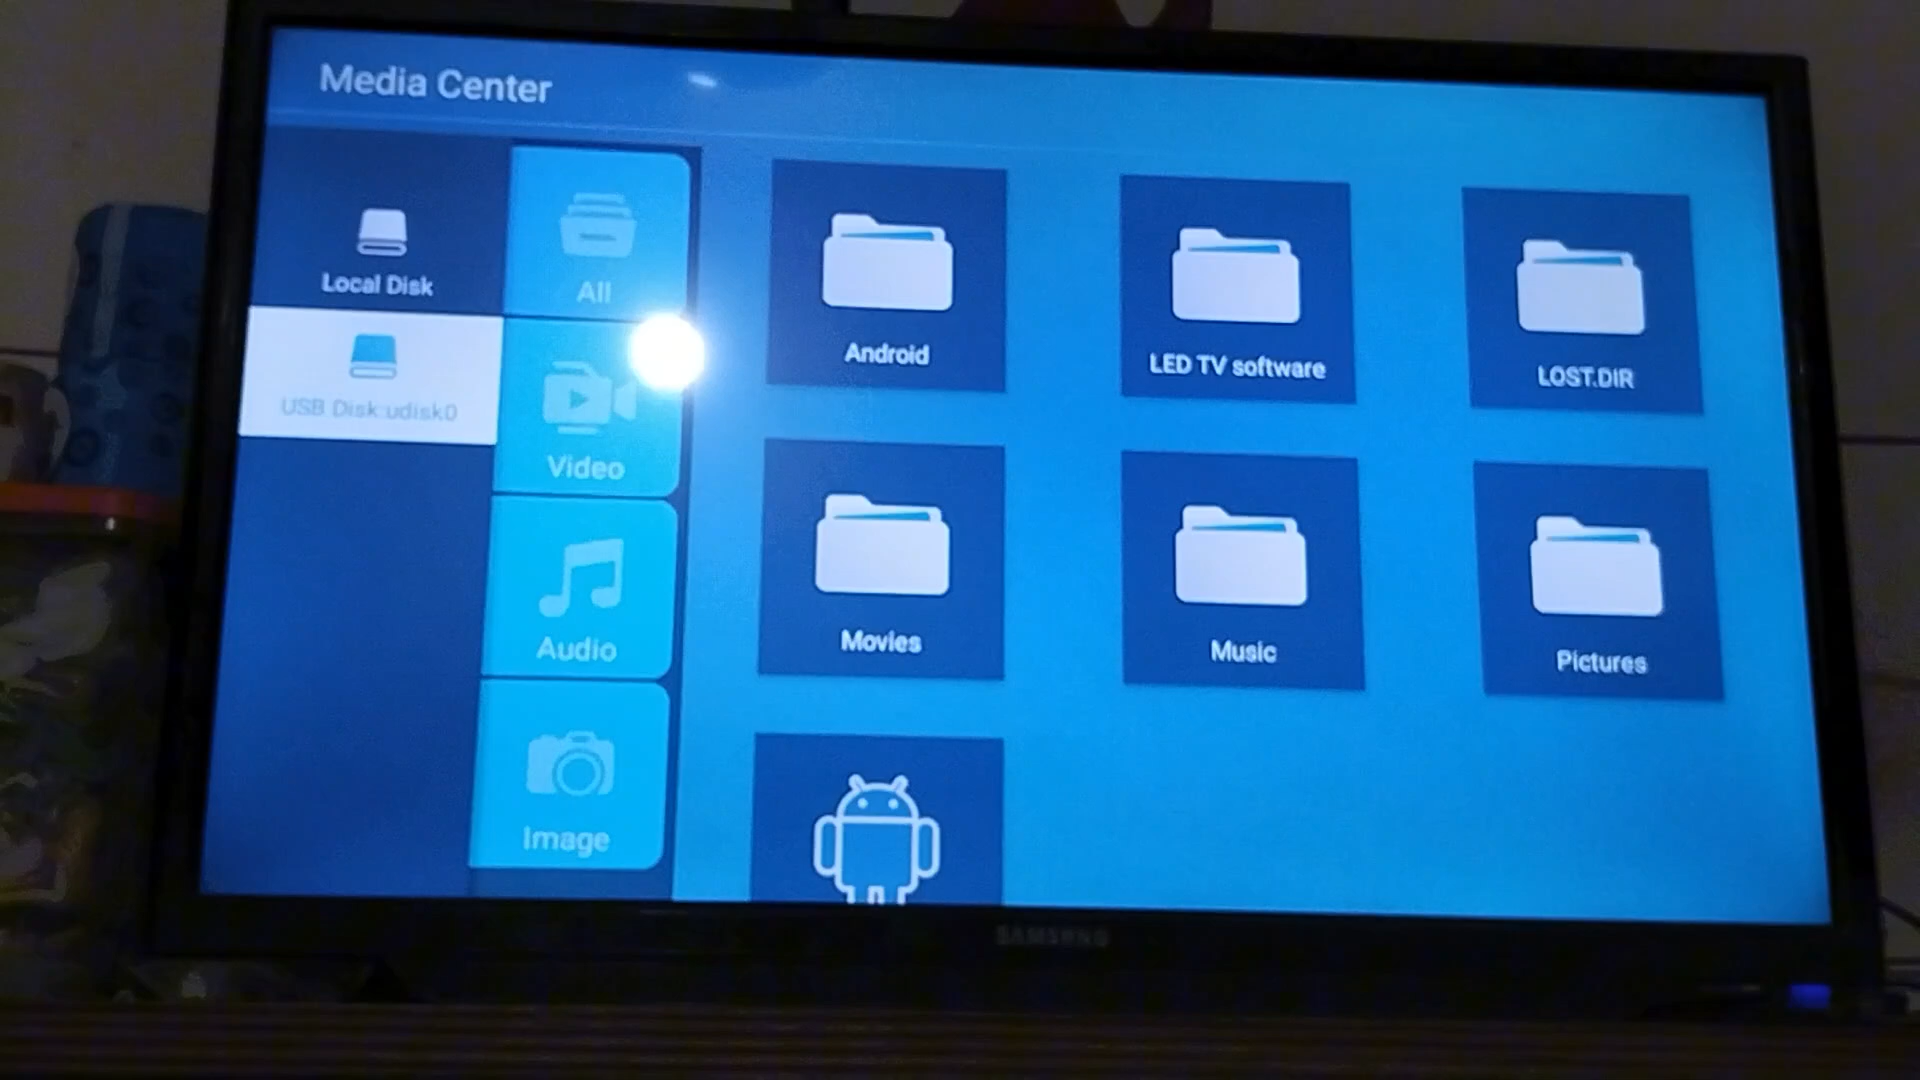 Media Center
Local Disk
USB Disk:udisk0
All
Video
Audio
Image
Android
LED TV software
LOST.DIR
Movies
Music
Pictures
SAMSUNG